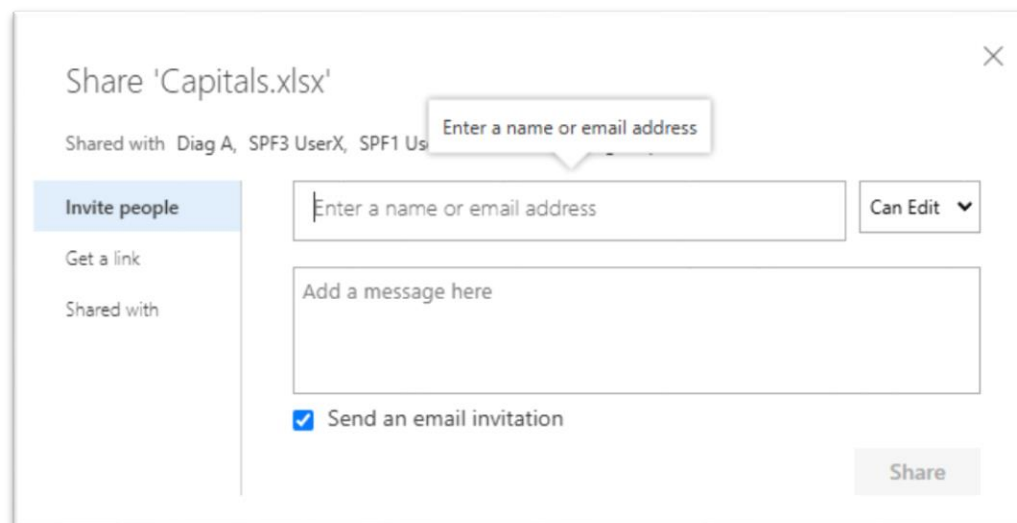 Share 'Capitals.xlsx'
Enter a name or email address
Shared with Diag A, SPF3 UserX, SPF1
Invite people
Enter a name or email address
Can Edit
Get a link
Add a message here
Shared with
Send an email invitation
Share